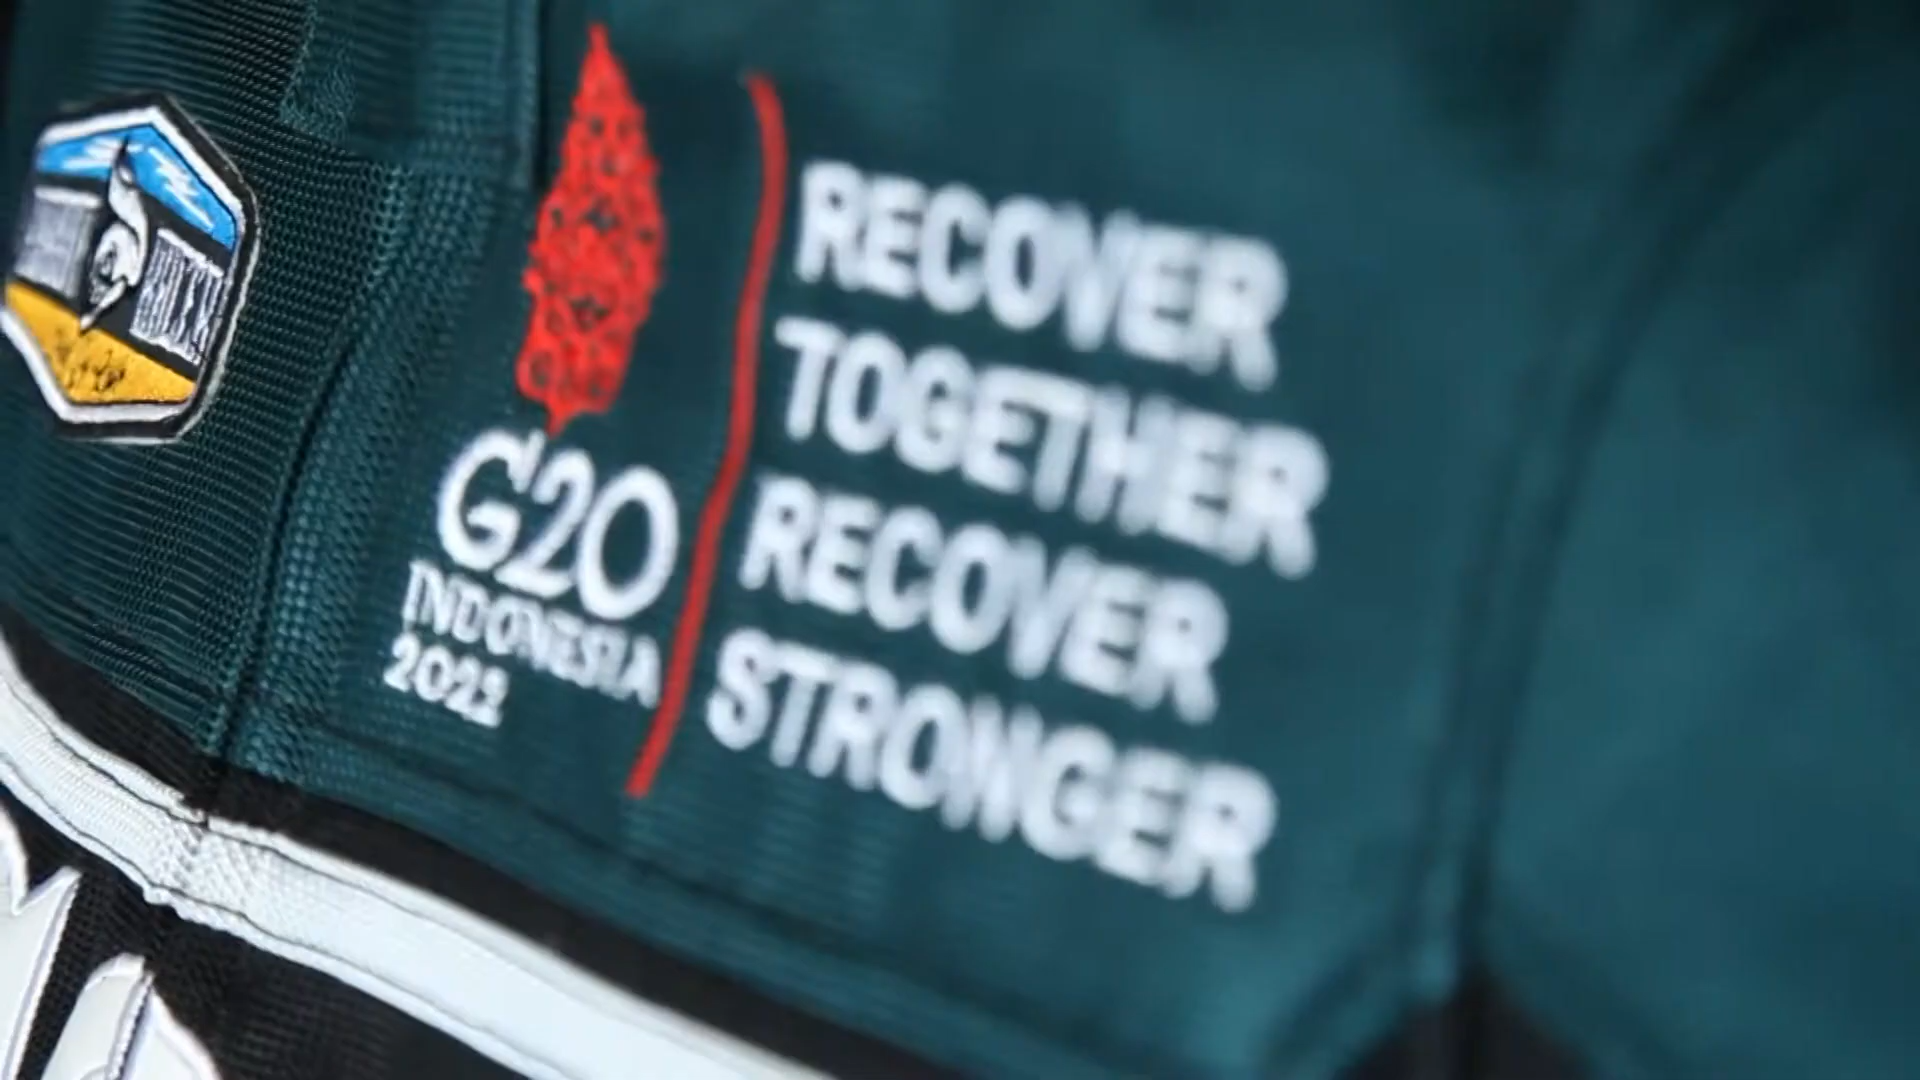 G20
INDONESIA
2022
RECOVER
TOGETHER
RECOVER
STRONGER